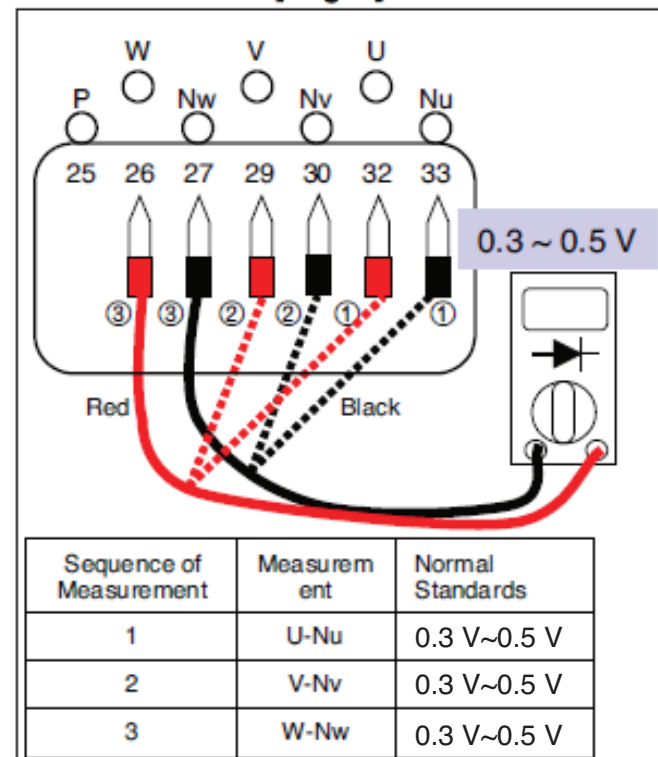 W V U
P Nw Nv Nu
25 26 27 29 30 32 33
0.3 ~ 0.5 V
③ ③ ② ② ① ①
Red Black
Sequence of Measurement
Measurem ent
Normal Standards
1 U-Nu 0.3 V~0.5 V
2 V-Nv 0.3 V~0.5 V
3 W-Nw 0.3 V~0.5 V